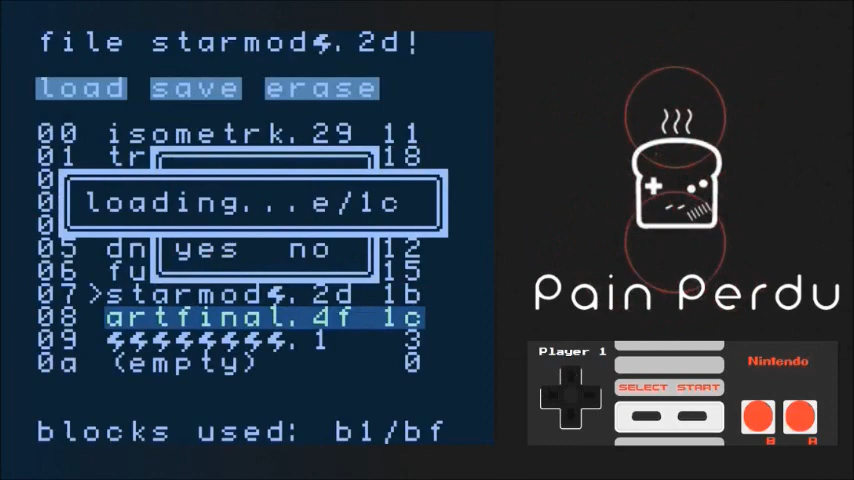 file starmod⚡.2d!
load save erase
00 isometrk.29 11
01 tr 18
0
loading...e/1c
0
05 dn yes no 12
06 fu 15
07 >starmod⚡.2d 1b
08 artfinal.4f 1c
09 ⚡⚡⚡⚡⚡⚡⚡⚡.1 3
0a (empty) 0
blocks used: b1/bf
Pain Perdu
Player 1
Nintendo
SELECT START
B A